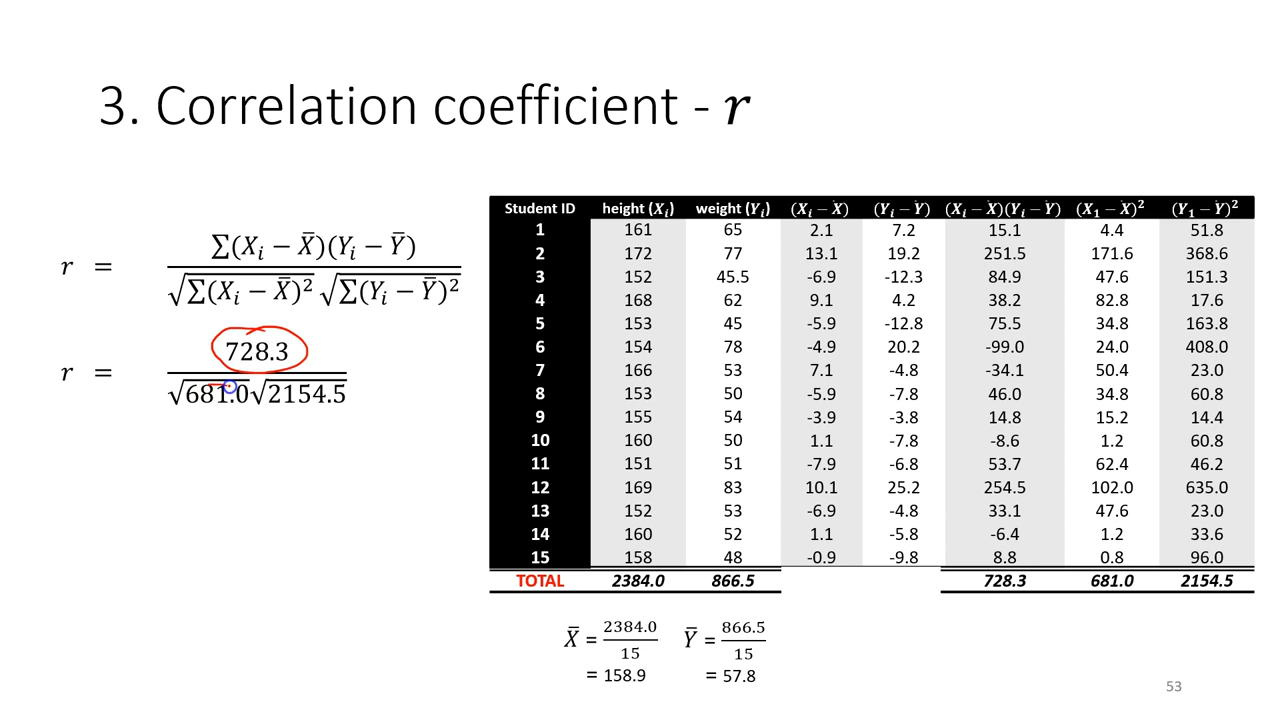 3. Correlation coefficient - r
r = ∑(Xᵢ − X̄)(Yᵢ − Ȳ)
√∑(Xᵢ − X̄)² √∑(Yᵢ − Ȳ)²
r = 728.3
√681.0√2154.5
Student ID height (Xᵢ) weight (Yᵢ) (Xᵢ − X̄) (Yᵢ − Ȳ) (Xᵢ − X̄)(Yᵢ − Ȳ) (X₁ − X̄)² (Y₁ − Ȳ)²
1 161 65 2.1 7.2 15.1 4.4 51.8
2 172 77 13.1 19.2 251.5 171.6 368.6
3 152 45.5 -6.9 -12.3 84.9 47.6 151.3
4 168 62 9.1 4.2 38.2 82.8 17.6
5 153 45 -5.9 -12.8 75.5 34.8 163.8
6 154 78 -4.9 20.2 -99.0 24.0 408.0
7 166 53 7.1 -4.8 -34.1 50.4 23.0
8 153 50 -5.9 -7.8 46.0 34.8 60.8
9 155 54 -3.9 -3.8 14.8 15.2 14.4
10 160 50 1.1 -7.8 -8.6 1.2 60.8
11 151 51 -7.9 -6.8 53.7 62.4 46.2
12 169 83 10.1 25.2 254.5 102.0 635.0
13 152 53 -6.9 -4.8 33.1 47.6 23.0
14 160 52 1.1 -5.8 -6.4 1.2 33.6
15 158 48 -0.9 -9.8 8.8 0.8 96.0
TOTAL 2384.0 866.5 728.3 681.0 2154.5
X̄ = 2384.0/15 Ȳ = 866.5/15
= 158.9 = 57.8
53